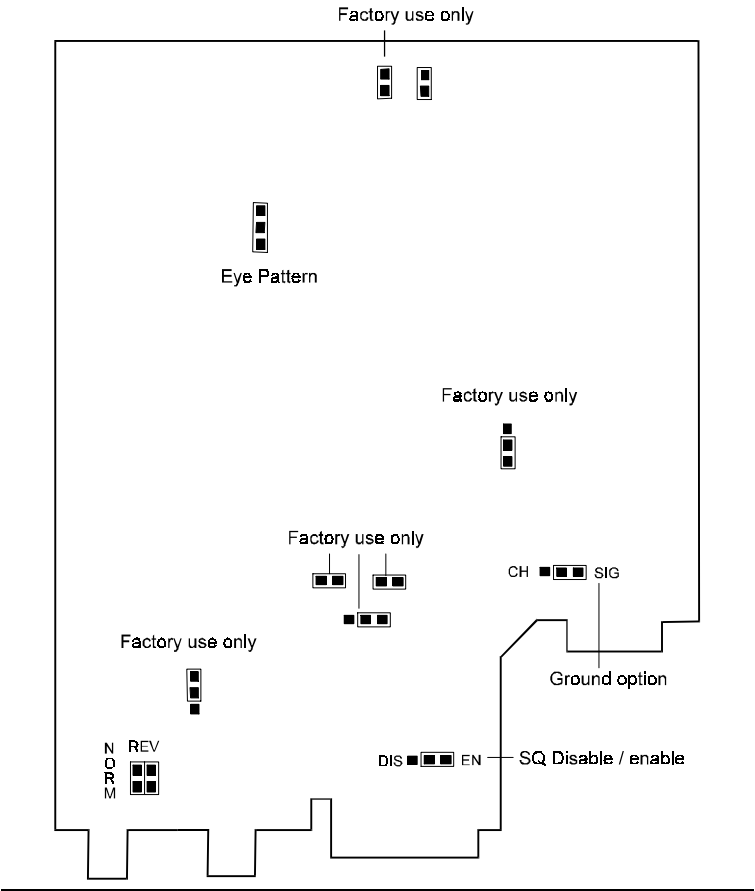 Factory use only
Eye Pattern
Factory use only
Factory use only
CH SIG
Factory use only
Ground option
NORM
REV
DIS EN SQ Disable / enable